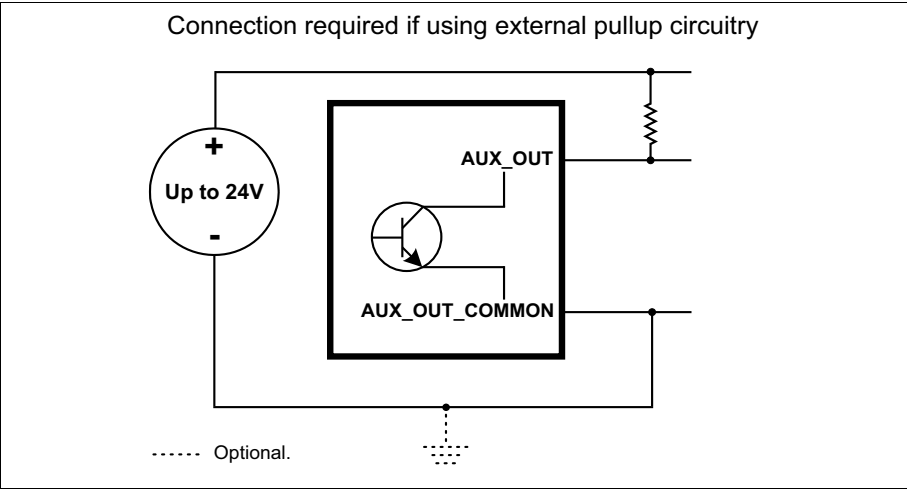 Connection required if using external pullup circuitry
+
AUX_OUT
Up to 24V
-
AUX_OUT_COMMON
Optional.